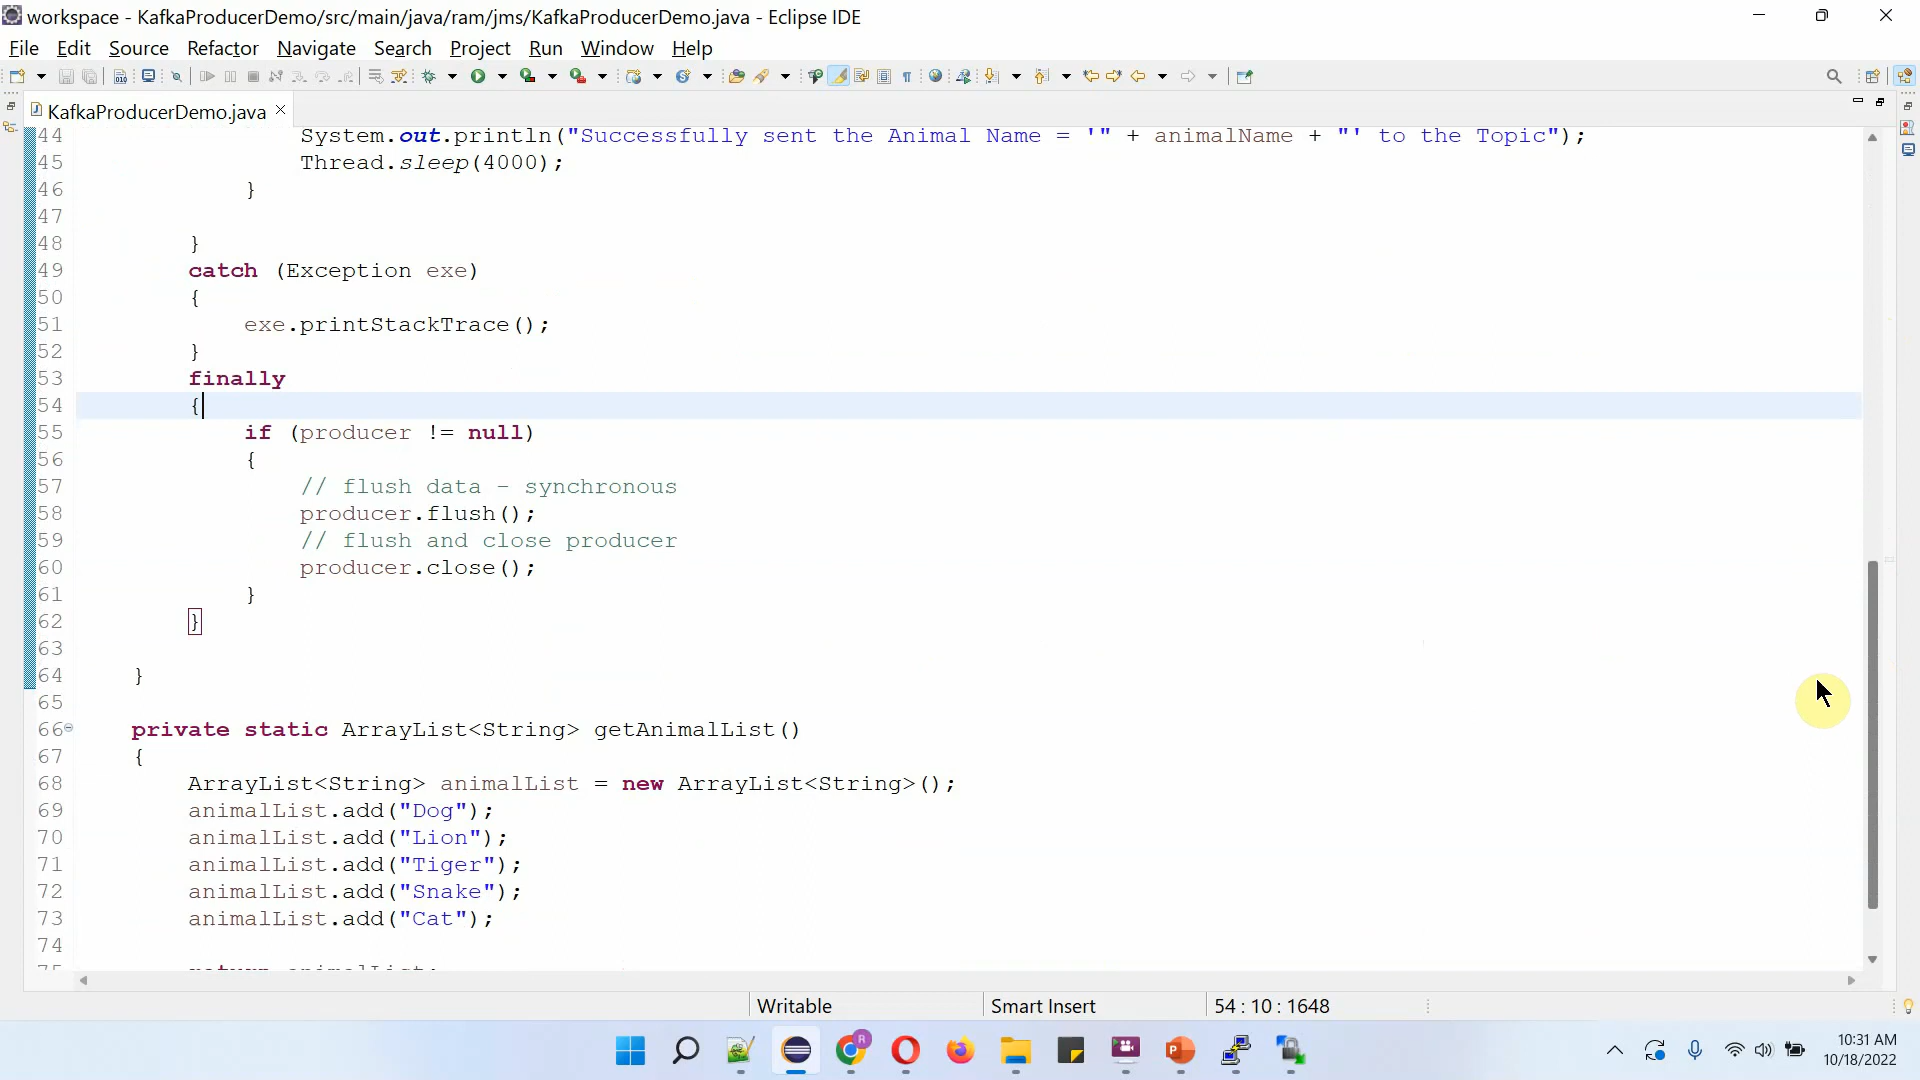 workspace - KafkaProducerDemo/src/main/java/ram/jms/KafkaProducerDemo.java - Eclipse IDE
File Edit Source Refactor Navigate Search Project Run Window Help
KafkaProducerDemo.java
44 System.out.println("Successfully sent the Animal Name = '" + animalName + "' to the Topic");
45 Thread.sleep(4000);
46 }
47
48 }
49 catch (Exception exe)
50 {
51 exe.printStackTrace();
52 }
53 finally
54 {
55 if (producer != null)
56 {
57 // flush data - synchronous
58 producer.flush();
59 // flush and close producer
60 producer.close();
61 }
62 }
63
64 }
65
66 private static ArrayList<String> getAnimalList()
67 {
68 ArrayList<String> animalList = new ArrayList<String>();
69 animalList.add("Dog");
70 animalList.add("Lion");
71 animalList.add("Tiger");
72 animalList.add("Snake");
73 animalList.add("Cat");
74
75 return animalList;
Writable Smart Insert 54 : 10 : 1648
R
10:31 AM
10/18/2022